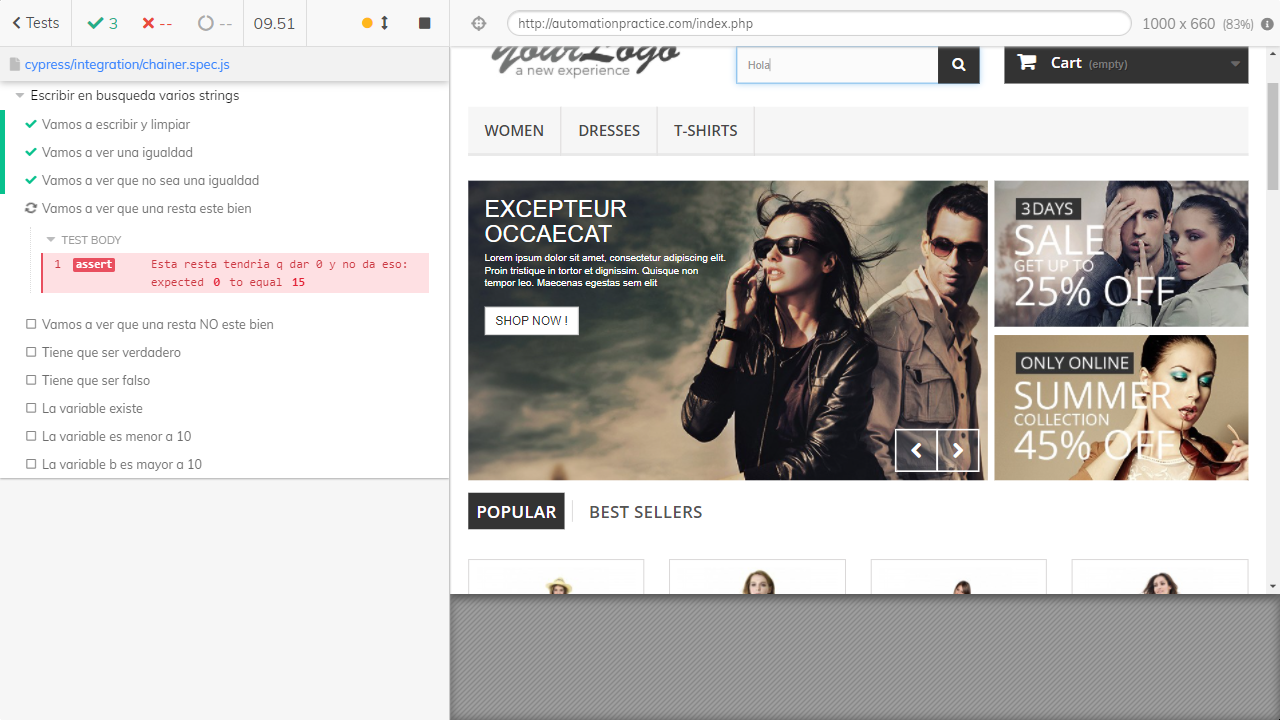 Tests
3
--
--
09.51
cypress/integration/chainer.spec.js
Escribir en busqueda varios strings
Vamos a escribir y limpiar
Vamos a ver una igualdad
Vamos a ver que no sea una igualdad
Vamos a ver que una resta este bien
TEST BODY
1 assert Esta resta tendria q dar 0 y no da eso:
expected 0 to equal 15
Vamos a ver que una resta NO este bien
Tiene que ser verdadero
Tiene que ser falso
La variable existe
La variable es menor a 10
La variable b es mayor a 10
http://automationpractice.com/index.php
1000 x 660 (83%)
yourLogo
a new experience
Hola
Cart (empty)
WOMEN
DRESSES
T-SHIRTS
EXCEPTEUR
OCCAECAT
Lorem ipsum dolor sit amet, consectetur adipiscing elit.
Proin tristique in tortor et dignissim. Quisque non
tempor leo. Maecenas egestas sem elit
SHOP NOW !
3 DAYS
SALE
GET UP TO
25% OFF
ONLY ONLINE
SUMMER
COLLECTION
45% OFF
POPULAR
BEST SELLERS